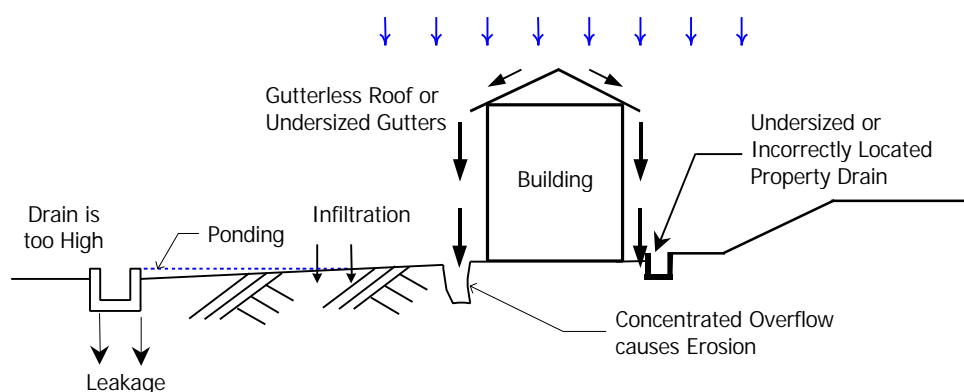 Gutterless Roof or
Undersized Gutters
Undersized or
Incorrectly Located
Property Drain
Building
Drain is
too High
Ponding
Infiltration
Concentrated Overflow
causes Erosion
Leakage